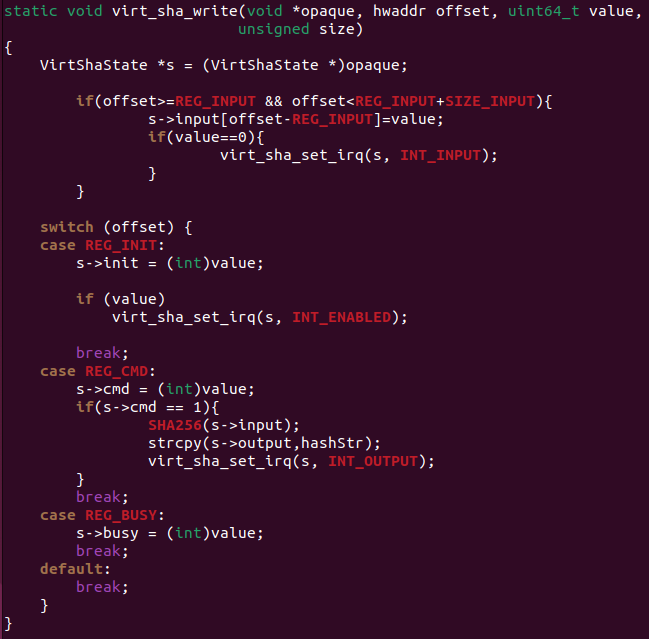 static void virt_sha_write(void *opaque, hwaddr offset, uint64_t value,
                          unsigned size)
{
    VirtShaState *s = (VirtShaState *)opaque;

        if(offset>=REG_INPUT && offset<REG_INPUT+SIZE_INPUT){
                s->input[offset-REG_INPUT]=value;
                if(value==0){
                        virt_sha_set_irq(s, INT_INPUT);
                }
        }

    switch (offset) {
    case REG_INIT:
        s->init = (int)value;

        if (value)
            virt_sha_set_irq(s, INT_ENABLED);

        break;
    case REG_CMD:
        s->cmd = (int)value;
        if(s->cmd == 1){
                SHA256(s->input);
                strcpy(s->output,hashStr);
                virt_sha_set_irq(s, INT_OUTPUT);
        }
        break;
    case REG_BUSY:
        s->busy = (int)value;
        break;
    default:
        break;
    }
}